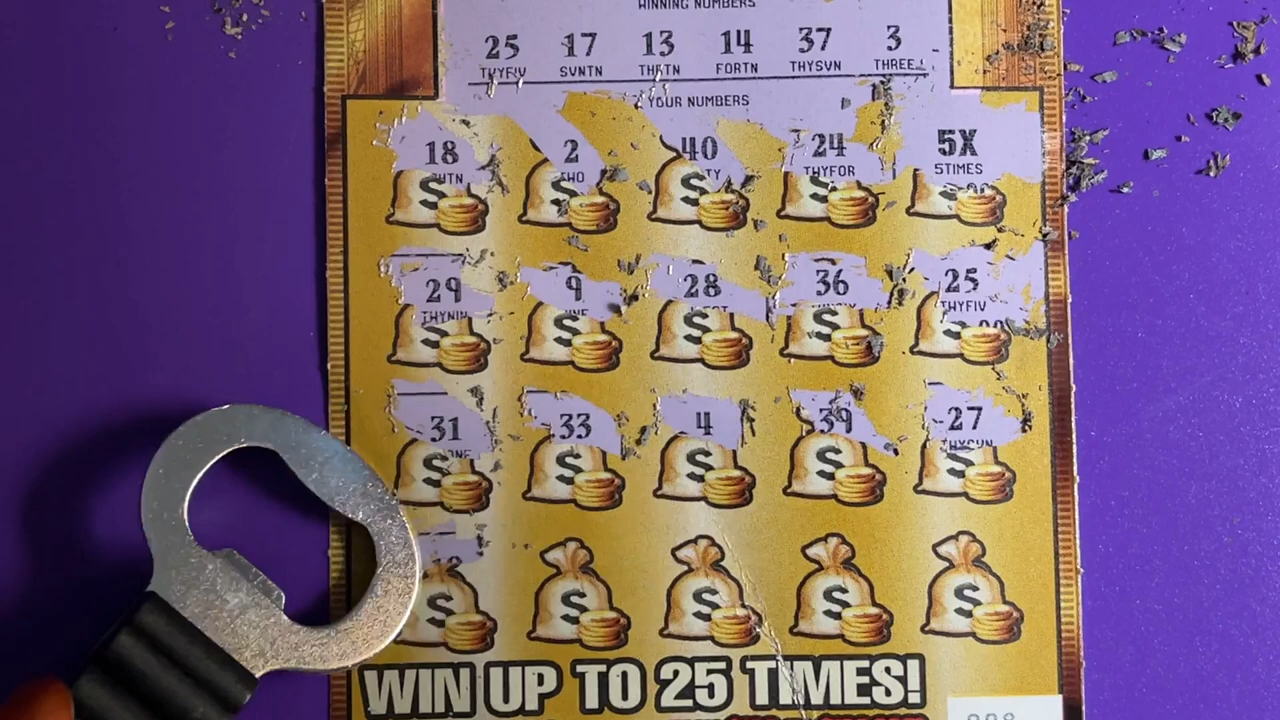 WINNING NUMBERS
25 17 13 14 37 3
THYFIV SVNTN THRTN FORTN THYSVN THREE
YOUR NUMBERS
18 2 40 24 5X
TWO THYFOR 5TIMES
29 9 28 36 25
THYNIN THYFIV
31 33 4 39 27
THYSVN
$ $ $ $ $
WIN UP TO 25 TIMES!